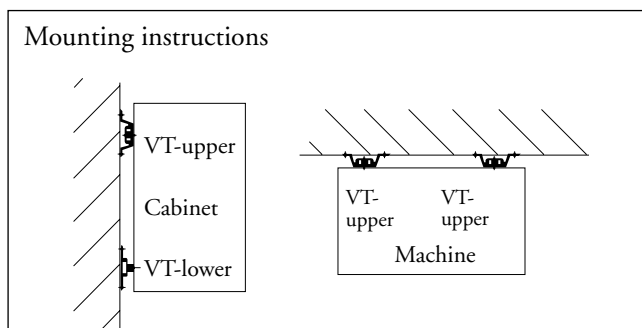 Mounting instructions
VT-upper
Cabinet
VT-lower
VT-
upper
VT-
upper
Machine